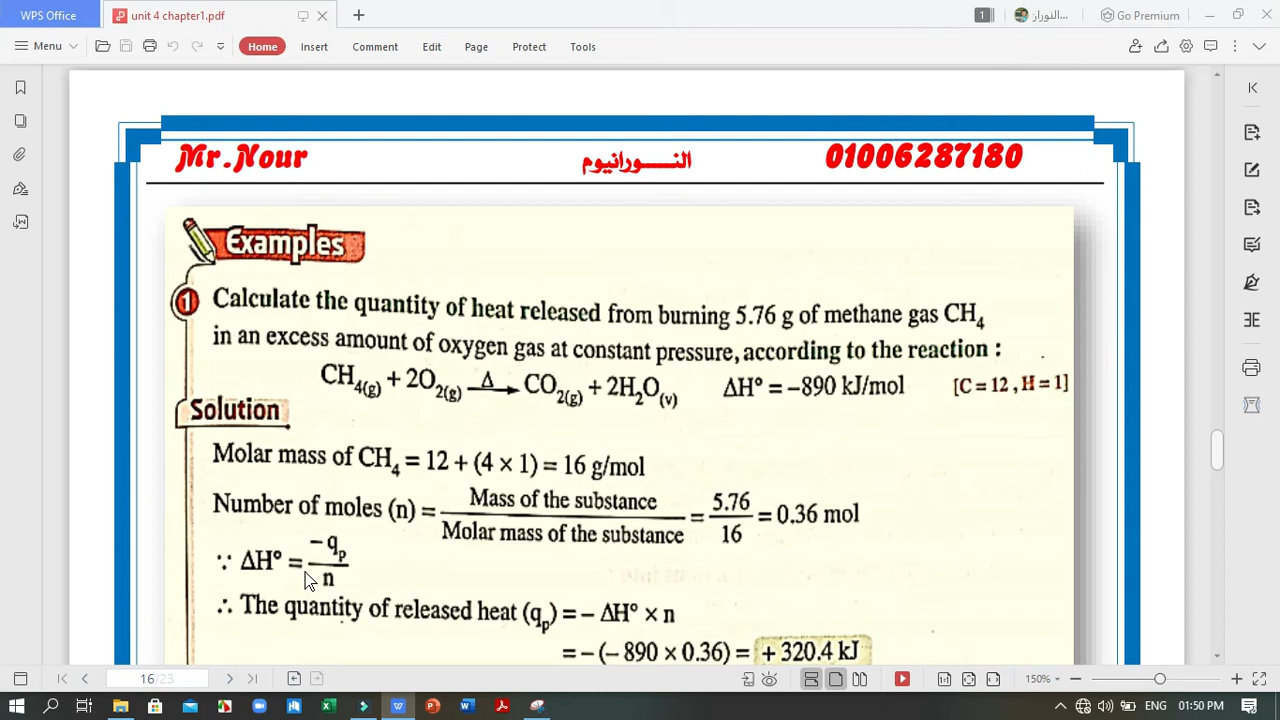 WPS Office
unit 4 chapter1.pdf
1
النوران...
Go Premium
Menu
Home
Insert
Comment
Edit
Page
Protect
Tools
Mr.Nour
النـــــورانيوم
01006287180
Examples
1 Calculate the quantity of heat released from burning 5.76 g of methane gas CH₄
in an excess amount of oxygen gas at constant pressure, according to the reaction :
CH₄(g) + 2O₂(g) —Δ→ CO₂(g) + 2H₂O(v) ΔH° = –890 kJ/mol [C = 12 , H = 1]
Solution
Molar mass of CH₄ = 12 + (4 × 1) = 16 g/mol
Number of moles (n) = Mass of the substance / Molar mass of the substance = 5.76 / 16 = 0.36 mol
∵ ΔH° = – qₚ / n
∴ The quantity of released heat (qₚ) = – ΔH° × n
= – (– 890 × 0.36) = + 320.4 kJ
16/23
150%
01:50 PM